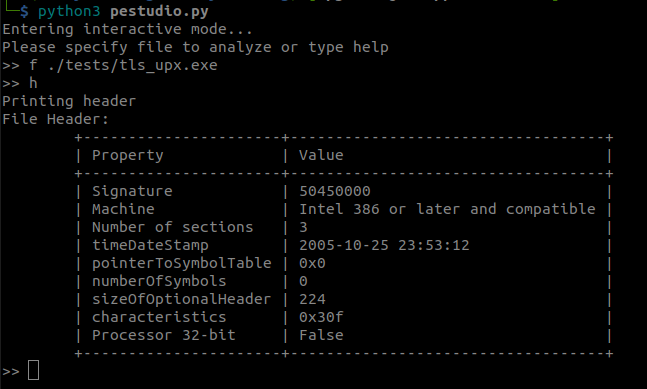 $ python3 pestudio.py
Entering interactive mode...
Please specify file to analyze or type help
>> f ./tests/tls_upx.exe
>> h
Printing header
File Header:
+----------------------+-----------------------------------+
| Property             | Value                             |
+----------------------+-----------------------------------+
| Signature            | 50450000                          |
| Machine              | Intel 386 or later and compatible |
| Number of sections   | 3                                 |
| timeDateStamp        | 2005-10-25 23:53:12               |
| pointerToSymbolTable | 0x0                               |
| numberOfSymbols      | 0                                 |
| sizeOfOptionalHeader | 224                               |
| characteristics      | 0x30f                             |
| Processor 32-bit     | False                             |
+----------------------+-----------------------------------+
>>